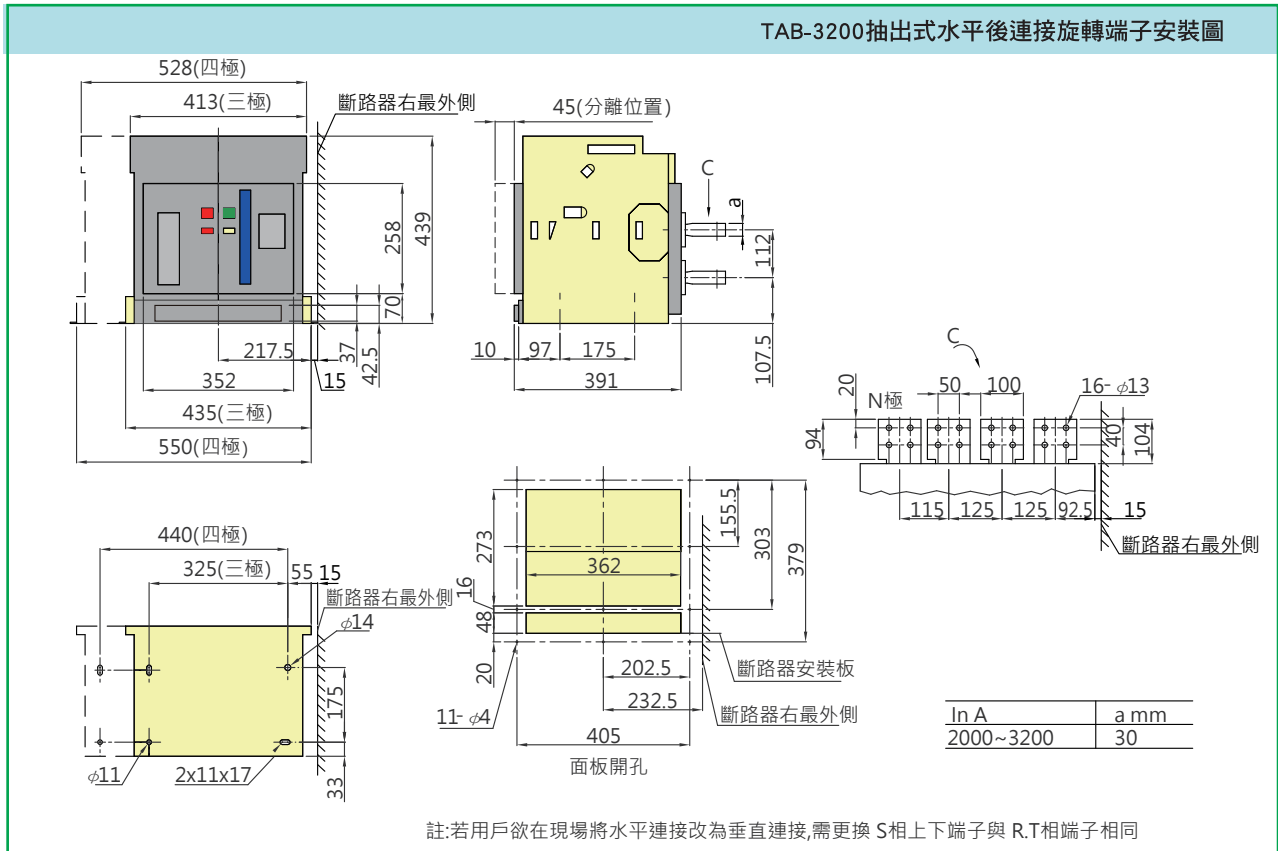 TAB-3200抽出式水平後連接旋轉端子安裝圖
528(四極)
413(三極)
斷路器右最外側
258
439
70
37
42.5
217.5
15
352
435(三極)
550(四極)
45(分離位置)
C
a
112
107.5
10
97
175
391
C
20
50
100
16-ϕ13
N極
94
40
104
115
125
125
92.5
15
斷路器右最外側
440(四極)
325(三極)
55
15
斷路器右最外側
ϕ14
175
33
ϕ11
2x11x17
273
16
48
20
362
155.5
303
379
202.5
232.5
斷路器安裝板
斷路器右最外側
11-ϕ4
405
面板開孔
In A
a mm
2000~3200
30
註:若用戶欲在現場將水平連接改為垂直連接,需更換 S相上下端子與 R.T相端子相同